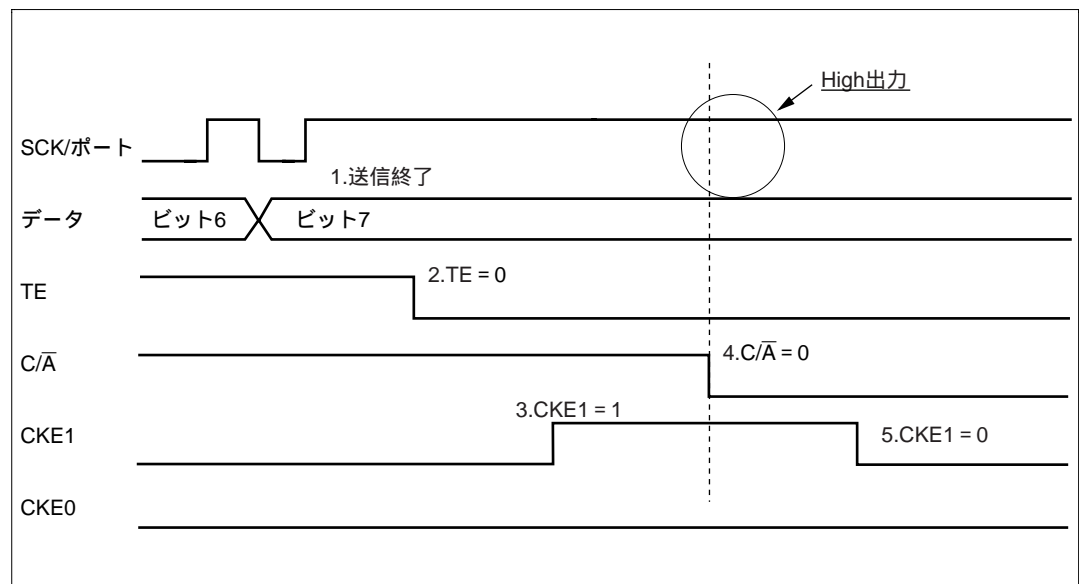 High出力
SCK/ポート
1.送信終了
データ
ビット6
ビット7
2.TE = 0
TE
C/A̅
4.C/A̅ = 0
3.CKE1 = 1
CKE1
5.CKE1 = 0
CKE0